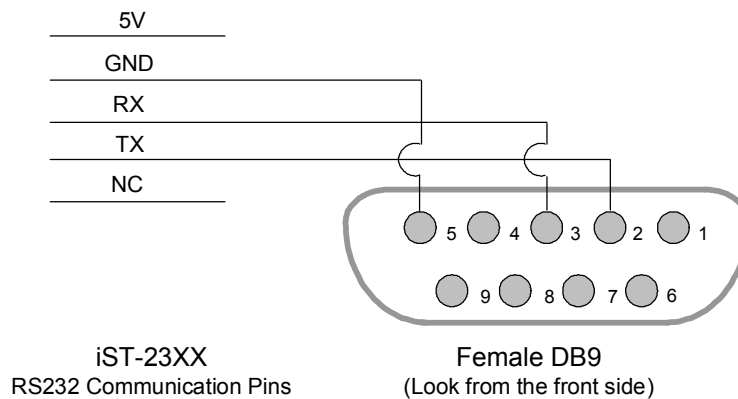 5V
GND
RX
TX
NC
5 4 3 2 1
9 8 7 6
iST-23XX
RS232 Communication Pins
Female DB9
(Look from the front side)